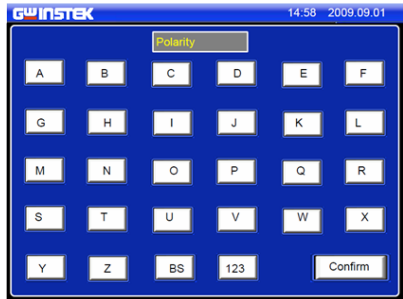 GWINSTEK 14:58 2009.09.01
Polarity
A B C D E F
G H I J K L
M N O P Q R
S T U V W X
Y Z BS 123 Confirm